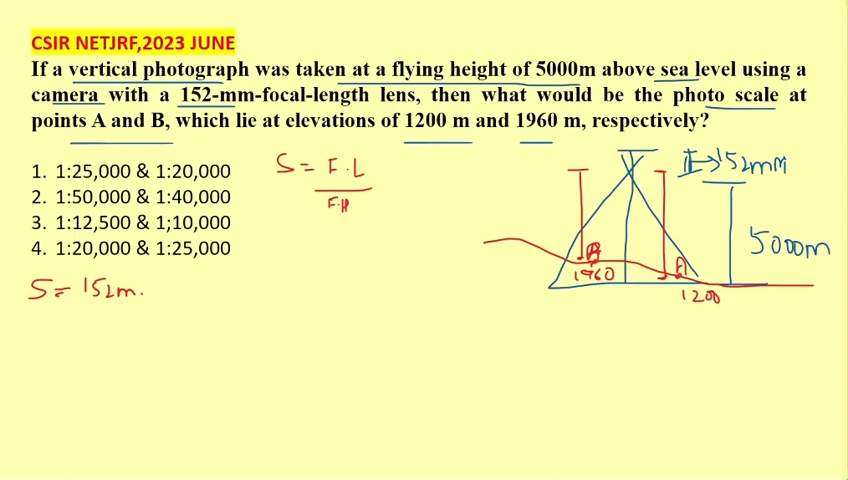 CSIR NETJRF,2023 JUNE
If a vertical photograph was taken at a flying height of 5000m above sea level using a
camera with a 152-mm-focal-length lens, then what would be the photo scale at
points A and B, which lie at elevations of 1200 m and 1960 m, respectively?
1. 1:25,000 & 1:20,000
2. 1:50,000 & 1:40,000
3. 1:12,500 & 1;10,000
4. 1:20,000 & 1:25,000
S = F.L
F.H
S = 152m.
152mm
5000m
B
1960
A
1200